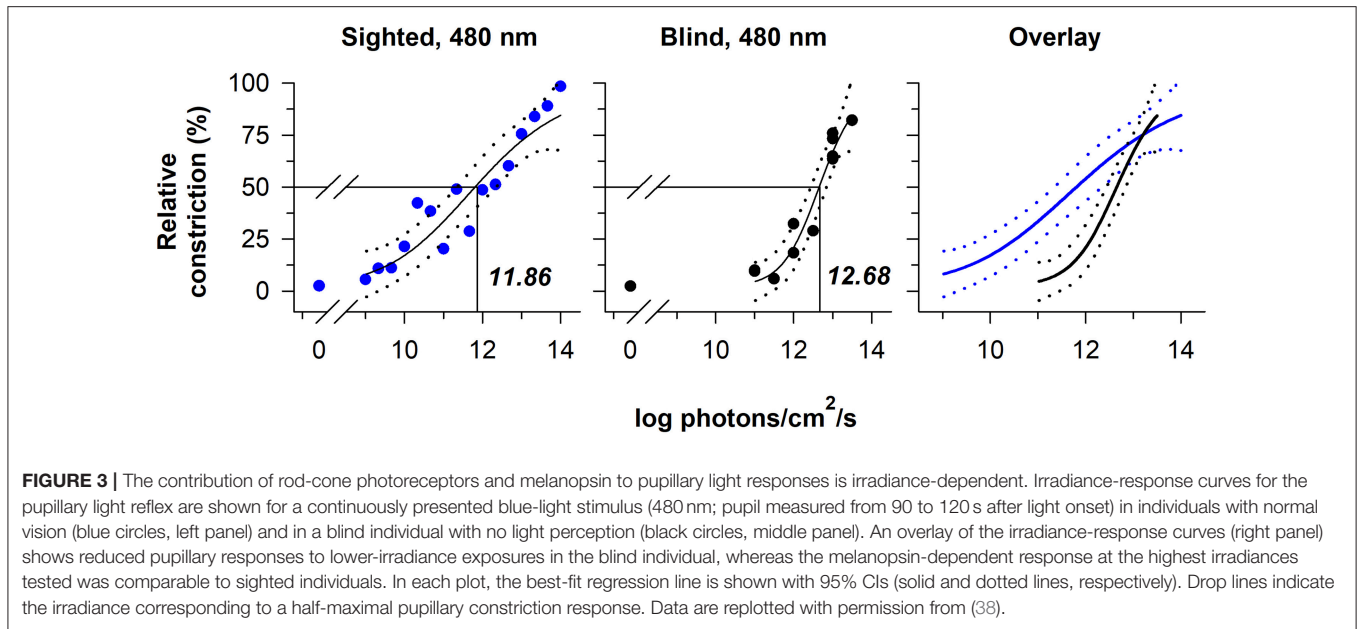 Sighted, 480 nm
Blind, 480 nm
Overlay
Relative
constriction (%)
100
75
50
25
0
11.86
12.68
0 10 12 14
0 10 12 14
10 12 14
log photons/cm²/s
FIGURE 3 | The contribution of rod-cone photoreceptors and melanopsin to pupillary light responses is irradiance-dependent. Irradiance-response curves for the
pupillary light reflex are shown for a continuously presented blue-light stimulus (480 nm; pupil measured from 90 to 120 s after light onset) in individuals with normal
vision (blue circles, left panel) and in a blind individual with no light perception (black circles, middle panel). An overlay of the irradiance-response curves (right panel)
shows reduced pupillary responses to lower-irradiance exposures in the blind individual, whereas the melanopsin-dependent response at the highest irradiances
tested was comparable to sighted individuals. In each plot, the best-fit regression line is shown with 95% CIs (solid and dotted lines, respectively). Drop lines indicate
the irradiance corresponding to a half-maximal pupillary constriction response. Data are replotted with permission from (38).